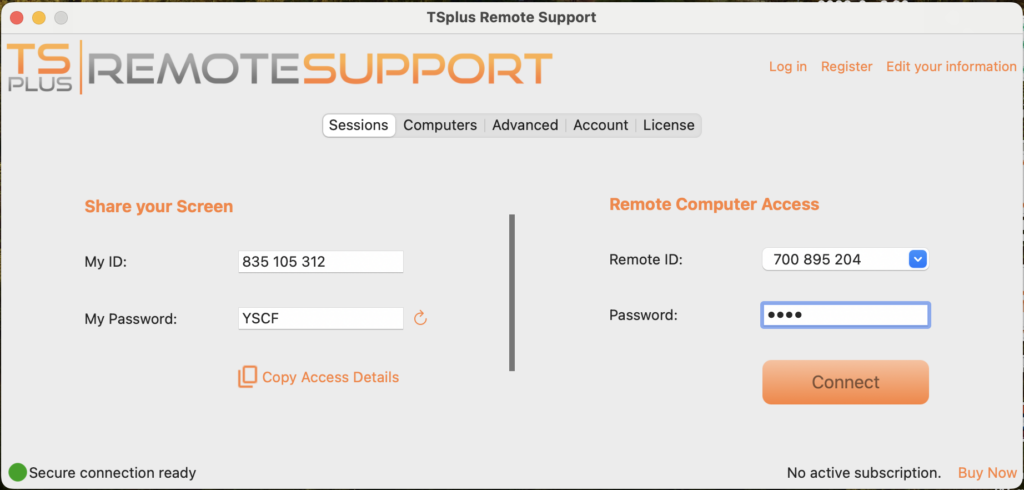 TSplus Remote Support
TS PLUS REMOTESUPPORT
Log in Register Edit your information
Sessions Computers Advanced Account License
Share your Screen
My ID: 835 105 312
My Password: YSCF
Copy Access Details
Remote Computer Access
Remote ID: 700 895 204
Password: ••••
Connect
Secure connection ready
No active subscription. Buy Now